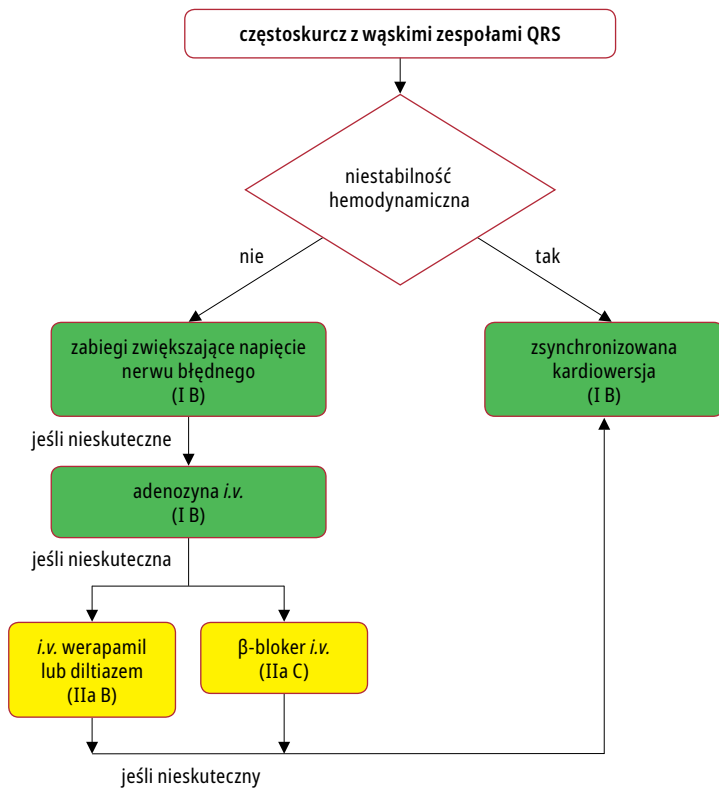 częstoskurcz z wąskimi zespołami QRS
niestabilność
hemodynamiczna
nie
tak
zabiegi zwiększające napięcie
nerwu błędnego
(I B)
zsynchronizowana
kardiowersja
(I B)
jeśli nieskuteczne
adenozyna i.v.
(I B)
jeśli nieskuteczna
i.v. werapamil
lub diltiazem
(IIa B)
β-bloker i.v.
(IIa C)
jeśli nieskuteczny